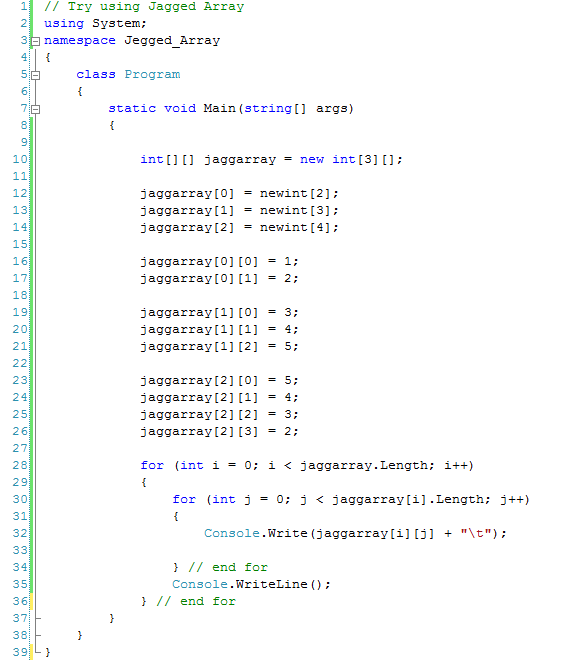 1 // Try using Jagged Array
2 using System;
3 namespace Jegged_Array
4 {
5 class Program
6 {
7 static void Main(string[] args)
8 {
9
10 int[][] jaggarray = new int[3][];
11
12 jaggarray[0] = newint[2];
13 jaggarray[1] = newint[3];
14 jaggarray[2] = newint[4];
15
16 jaggarray[0][0] = 1;
17 jaggarray[0][1] = 2;
18
19 jaggarray[1][0] = 3;
20 jaggarray[1][1] = 4;
21 jaggarray[1][2] = 5;
22
23 jaggarray[2][0] = 5;
24 jaggarray[2][1] = 4;
25 jaggarray[2][2] = 3;
26 jaggarray[2][3] = 2;
27
28 for (int i = 0; i < jaggarray.Length; i++)
29 {
30 for (int j = 0; j < jaggarray[i].Length; j++)
31 {
32 Console.Write(jaggarray[i][j] + "\t");
33
34 } // end for
35 Console.WriteLine();
36 } // end for
37 }
38 }
39 }